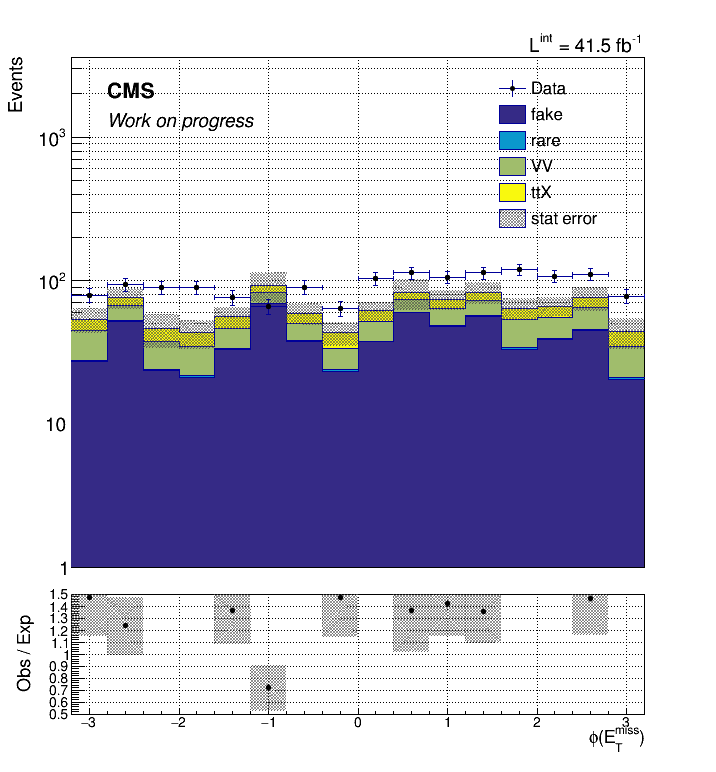 L^int = 41.5 fb^-1
Events
CMS
Work on progress
Data
fake
rare
VV
ttX
stat error
10^3
10^2
10
1
Obs / Exp
1.5
1.4
1.3
1.2
1.1
1
0.9
0.8
0.7
0.6
0.5
−3 −2 −1 0 1 2 3
ϕ(E_T^miss)